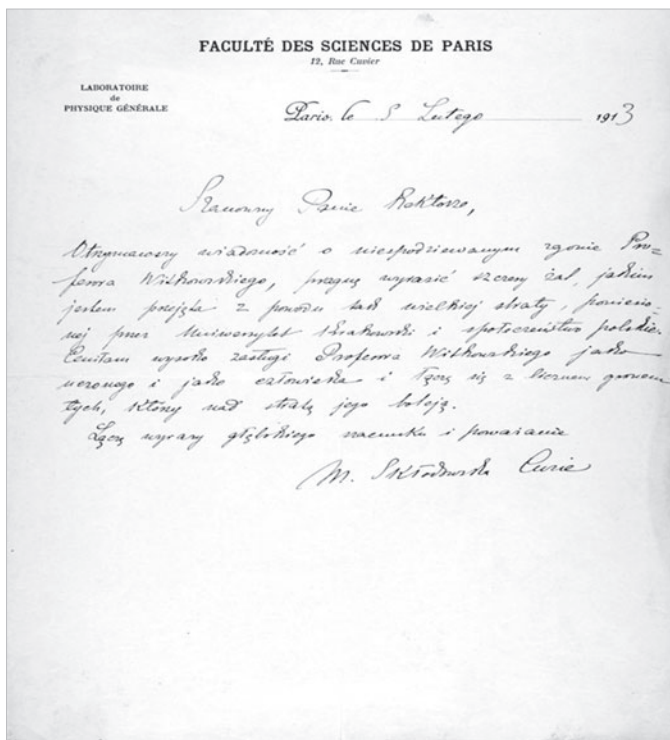 FACULTÉ DES SCIENCES DE PARIS
12, Rue Cuvier
LABORATOIRE
de
PHYSIQUE GÉNÉRALE
Paris, le 5 Lutego 1913
Szanowny Panie Rektorze,
Otrzymawszy wiadomość o niespodziewanym zgonie Pro-
fesora Witkowskiego, pragnę wyrazić szczery żal, jakim
jestem przejęta z powodu tak wielkiej straty, poniesio-
nej przez Uniwersytet Krakowski i społeczeństwo polskie.
Ceniłam wysoko zasługi Profesora Witkowskiego jako
uczonego i jako człowieka i łączę się z licznem gronem
tych, którzy nad stratą jego boleją.
Łączę wyrazy głębokiego szacunku i poważania
M. Skłodowska Curie